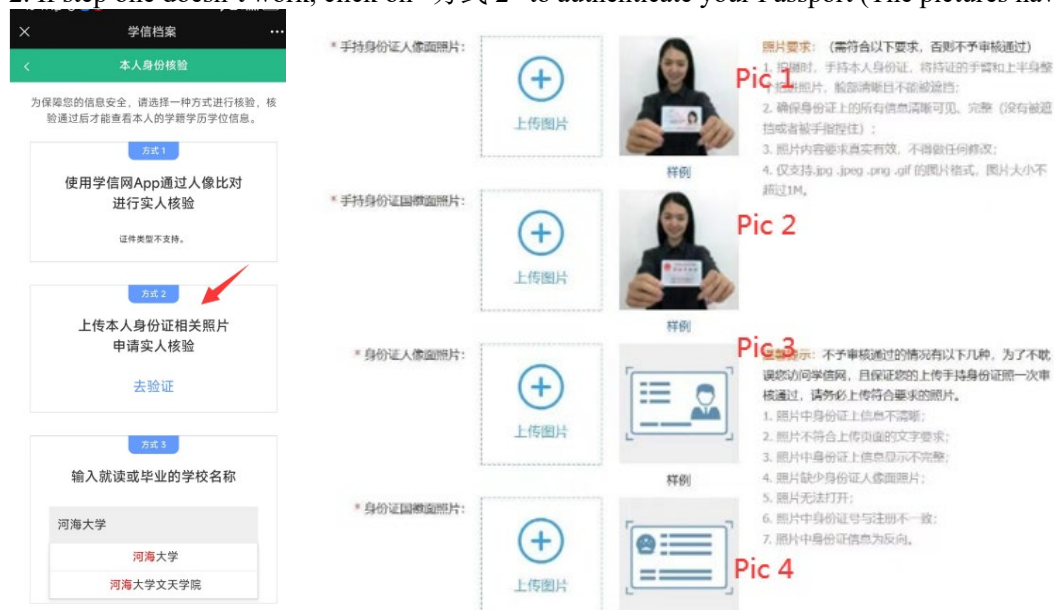 2. If step one doesn't work, click on "方式 2" to authenticate your Passport (The pictures hav
学信档案
本人身份核验
为保障您的信息安全，请选择一种方式进行核验，核
验通过后才能查看本人的学籍学历学位信息。
方式 1
使用学信网App通过人像比对
进行实人核验
证件类型不支持。
方式 2
上传本人身份证相关照片
申请实人核验
去验证
方式 3
输入就读或毕业的学校名称
河海大学
河海大学
河海大学文天学院
* 手持身份证人像面照片：
上传图片
样例
Pic 1
照片要求：（需符合以下要求，否则不予审核通过）
1. 拍摄时，手持本人身份证，将持证的手臂和上半身整
个拍进照片，脸部清晰且不能被遮挡；
2. 确保身份证上的所有信息清晰可见、完整（没有被遮
挡或者被手指捏住）；
3. 照片内容要求真实有效，不得做任何修改；
4. 仅支持.jpg .jpeg .png .gif 的图片格式，图片大小不
超过1M。
* 手持身份证国徽面照片：
上传图片
样例
Pic 2
* 身份证人像面照片：
上传图片
样例
Pic 3
提示：不予审核通过的情况有以下几种，为了不耽
误您访问学信网，且保证您的上传手持身份证照一次审
核通过，请务必上传符合要求的照片。
1. 照片中身份证上信息不清晰；
2. 照片不符合上传页面的文字要求；
3. 照片中身份证上信息显示不完整；
4. 照片缺少身份证人像面照片；
5. 照片无法打开；
6. 照片中身份证号与注册不一致；
7. 照片中身份证信息为反向。
* 身份证国徽面照片：
上传图片
Pic 4